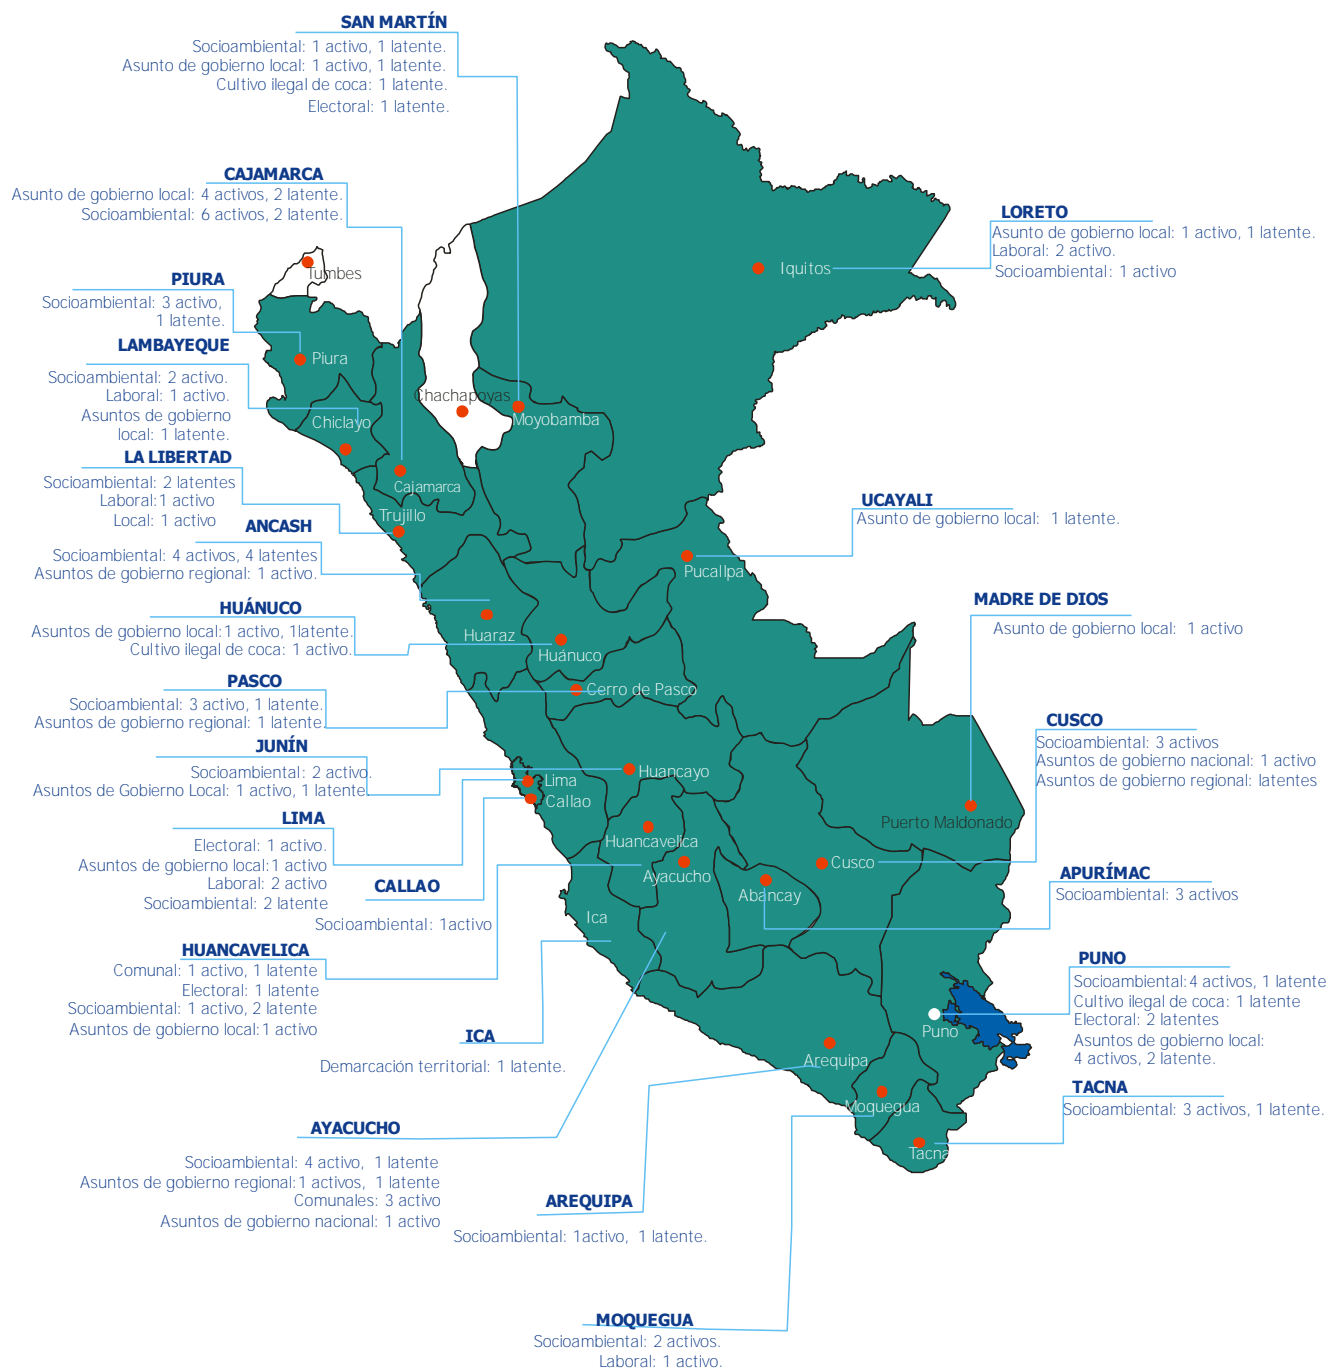 SAN MARTÍN
Socioambiental: 1 activo, 1 latente.
Asunto de gobierno local: 1 activo, 1 latente.
Cultivo ilegal de coca: 1 latente.
Electoral: 1 latente.
CAJAMARCA
Asunto de gobierno local: 4 activos, 2 latente.
Socioambiental: 6 activos, 2 latente.
LORETO
Asunto de gobierno local: 1 activo, 1 latente.
Laboral: 2 activo.
Socioambiental: 1 activo
PIURA
Socioambiental: 3 activo,
1 latente.
LAMBAYEQUE
Socioambiental: 2 activo.
Laboral: 1 activo.
Asuntos de gobierno
local: 1 latente.
LA LIBERTAD
Socioambiental: 2 latentes
Laboral: 1 activo
Local: 1 activo
ANCASH
Socioambiental: 4 activos, 4 latentes
Asuntos de gobierno regional: 1 activo.
HUÁNUCO
Asuntos de gobierno local: 1 activo, 1latente.
Cultivo ilegal de coca: 1 activo.
PASCO
Socioambiental: 3 activo, 1 latente.
Asuntos de gobierno regional: 1 latente.
JUNÍN
Socioambiental: 2 activo.
Asuntos de Gobierno Local: 1 activo, 1 latente.
LIMA
Electoral: 1 activo.
Asuntos de gobierno local: 1 activo
Laboral: 2 activo
Socioambiental: 2 latente
CALLAO
Socioambiental: 1activo
HUANCAVELICA
Comunal: 1 activo, 1 latente
Electoral: 1 latente
Socioambiental: 1 activo, 2 latente
Asuntos de gobierno local: 1 activo
ICA
Demarcación territorial: 1 latente.
AYACUCHO
Socioambiental: 4 activo, 1 latente
Asuntos de gobierno regional: 1 activos, 1 latente
Comunales: 3 activo
Asuntos de gobierno nacional: 1 activo
AREQUIPA
Socioambiental: 1activo, 1 latente.
MOQUEGUA
Socioambiental: 2 activos.
Laboral: 1 activo.
UCAYALI
Asunto de gobierno local: 1 latente.
MADRE DE DIOS
Asunto de gobierno local: 1 activo
CUSCO
Socioambiental: 3 activos
Asuntos de gobierno nacional: 1 activo
Asuntos de gobierno regional: latentes
APURÍMAC
Socioambiental: 3 activos
PUNO
Socioambiental: 4 activos, 1 latente
Cultivo ilegal de coca: 1 latente
Electoral: 2 latentes
Asuntos de gobierno local:
4 activos, 2 latente.
TACNA
Socioambiental: 3 activos, 1 latente.
Tumbes
Iquitos
Piura
Chachapoyas
Moyobamba
Chiclayo
Cajamarca
Trujillo
Pucallpa
Huaraz
Huánuco
Cerro de Pasco
Huancayo
Lima
Callao
Puerto Maldonado
Huancavelica
Cusco
Ayacucho
Abancay
Ica
Puno
Arequipa
Moquegua
Tacna